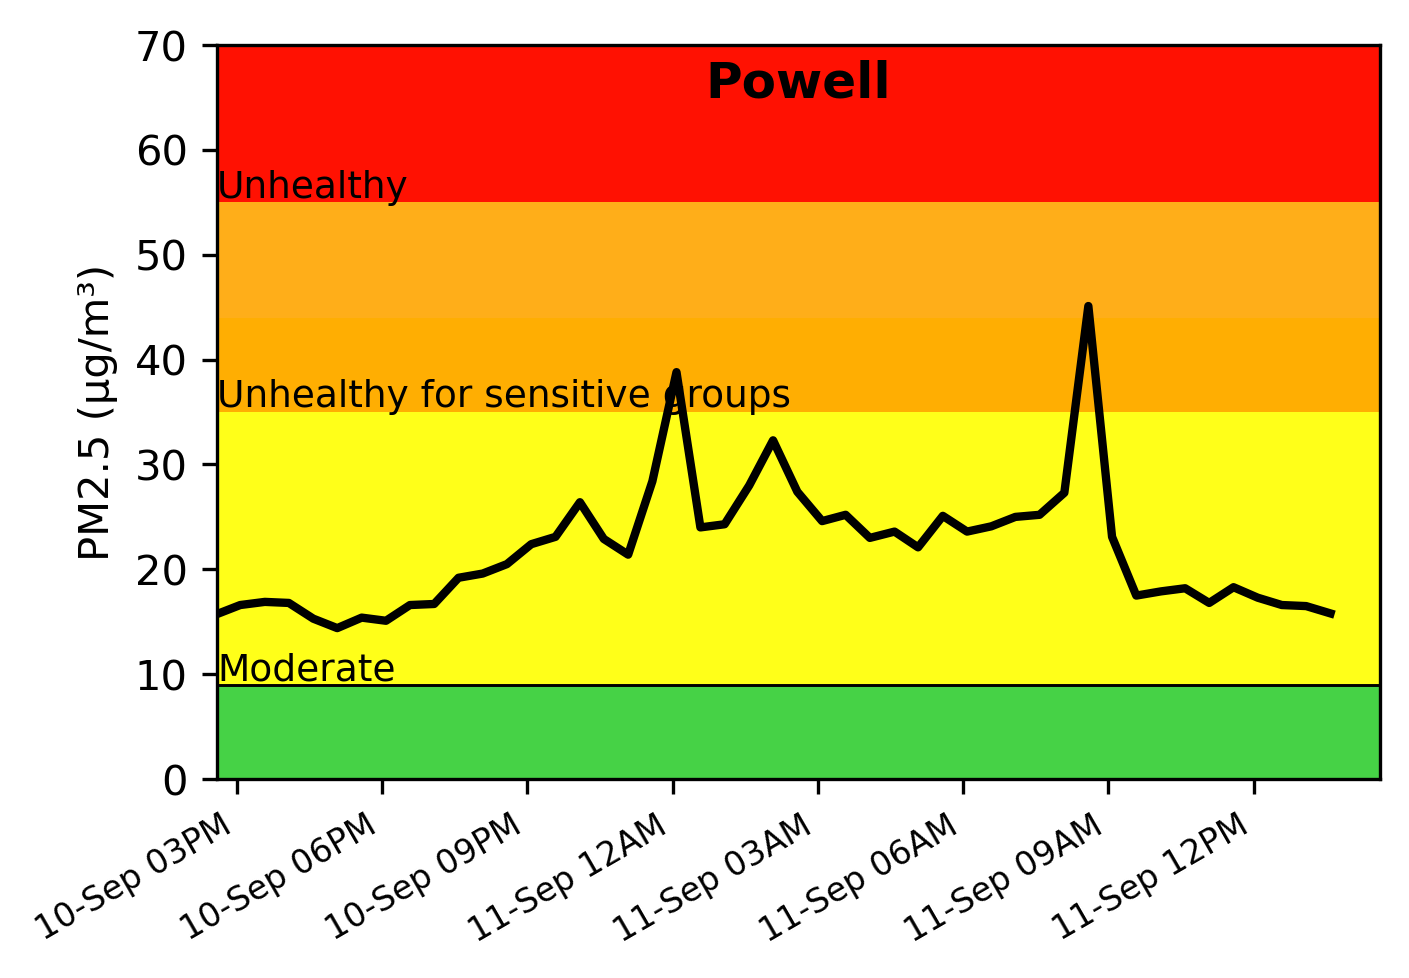 Powell
70
60
50
40
30
20
10
0
PM2.5 (µg/m³)
Unhealthy
Unhealthy for sensitive groups
Moderate
10-Sep 03PM
10-Sep 06PM
10-Sep 09PM
11-Sep 12AM
11-Sep 03AM
11-Sep 06AM
11-Sep 09AM
11-Sep 12PM